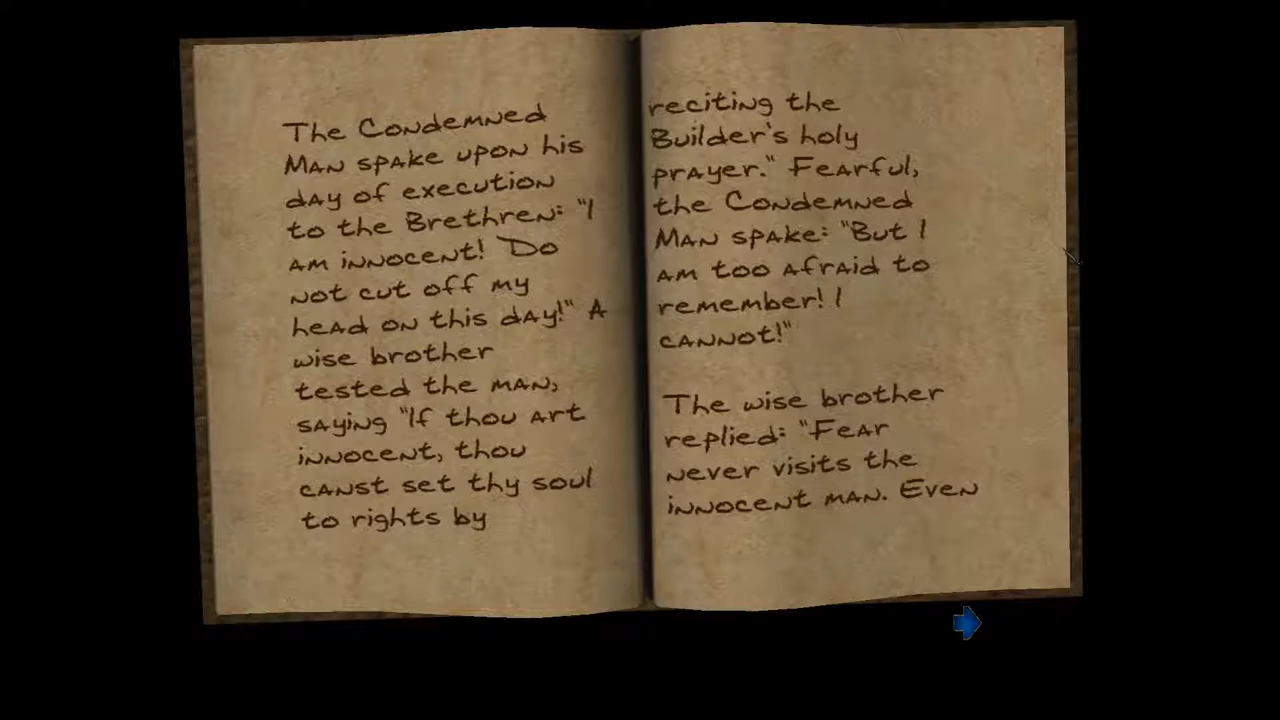 The Condemned
Man spake upon his
day of execution
to the Brethren: "I
am innocent! Do
not cut off my
head on this day!" A
wise brother
tested the man,
saying "If thou art
innocent, thou
canst set thy soul
to rights by
reciting the
Builder's holy
prayer." Fearful,
the Condemned
Man spake: "But I
am too afraid to
remember! I
cannot!"
The wise brother
replied: "Fear
never visits the
innocent man. Even